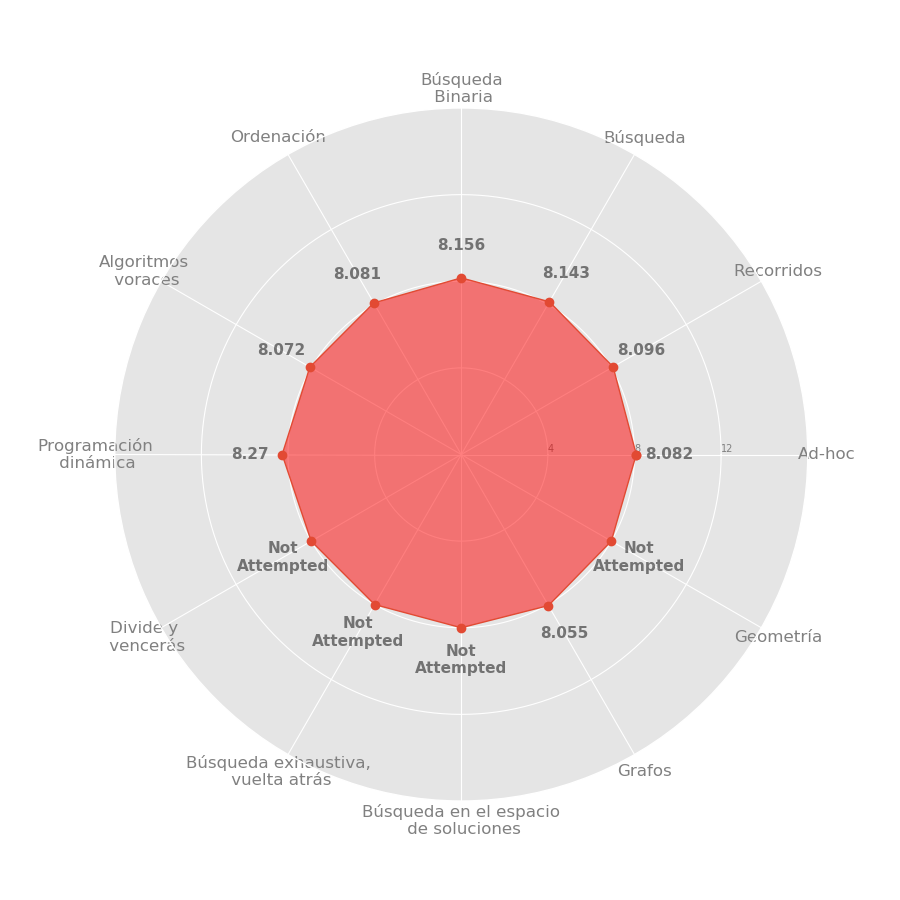 Búsqueda
Binaria
Ordenación
Búsqueda
8.156
8.081
8.143
Algoritmos
voraces
Recorridos
8.072
8.096
Programación
dinámica
8.27
4
8
12
8.082
Ad-hoc
Not
Attempted
Not
Attempted
Divide y
vencerás
Not
Attempted
8.055
Geometría
Not
Attempted
Búsqueda exhaustiva,
vuelta atrás
Grafos
Búsqueda en el espacio
de soluciones